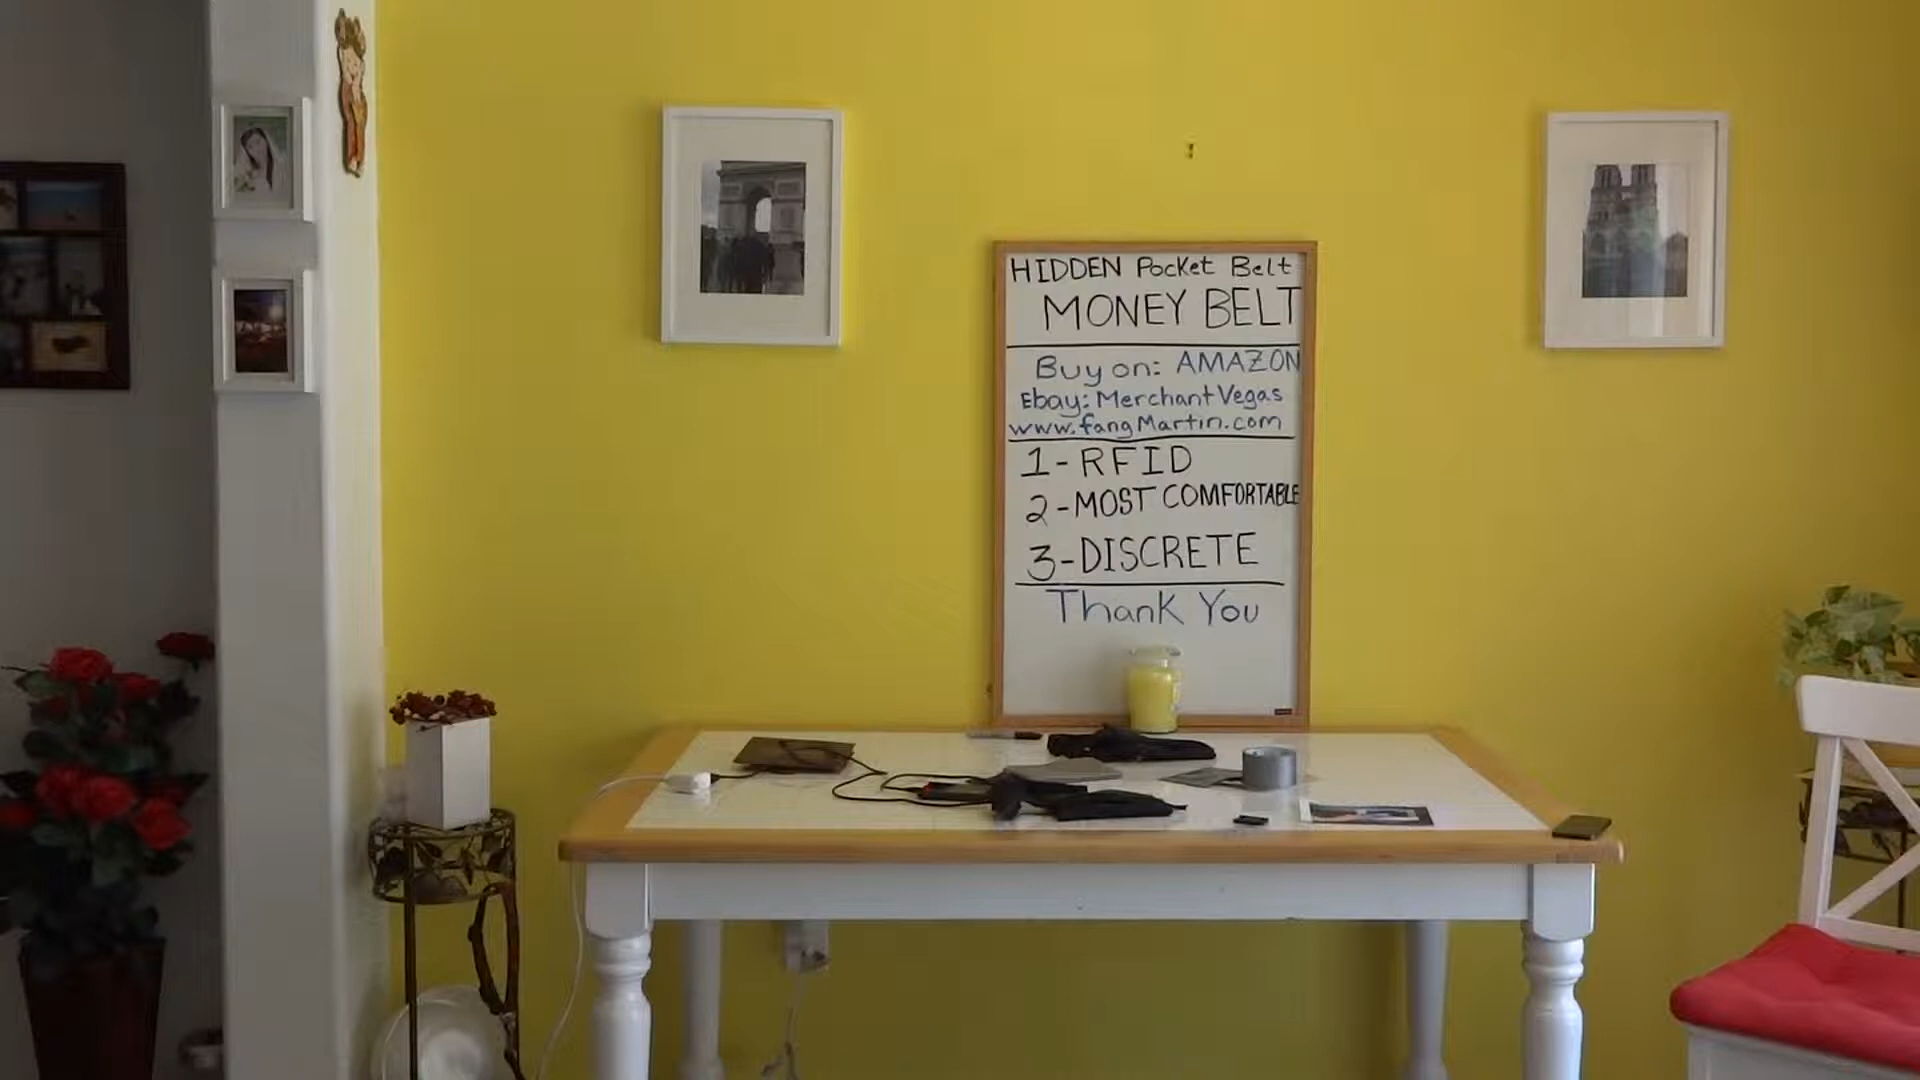 HIDDEN Pocket Belt
MONEY BELT
Buy on: AMAZON
Ebay: MerchantVegas
www.fangMartin.com
1-RFID
2-MOST COMFORTABLE
3-DISCRETE
Thank You